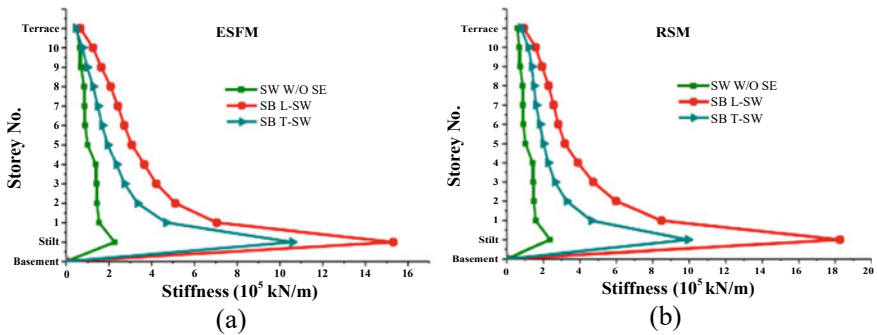 ESFM
Terrace
10
9
8
7
6
5
4
3
2
1
Stilt
Basement
Storey No.
SW W/O SE
SB L-SW
SB T-SW
0 2 4 6 8 10 12 14 16
Stiffness (10⁵ kN/m)
(a)
RSM
Terrace
10
9
8
7
6
5
4
3
2
1
Stilt
Basement
Storey No.
SW W/O SE
SB L-SW
SB T-SW
0 2 4 6 8 10 12 14 16 18 20
Stiffness (10⁵ kN/m)
(b)